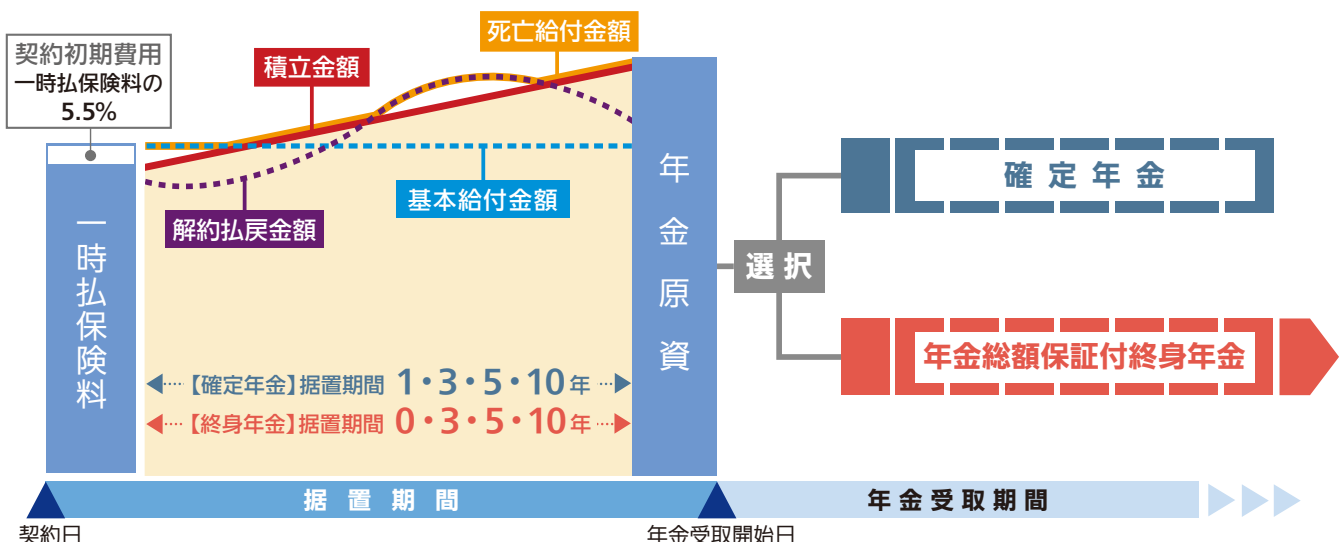 死亡給付金額
契約初期費用
一時払保険料の
5.5%
積立金額
基本給付金額
解約払戻金額
一時払保険料
年金原資
選択
確定年金
年金総額保証付終身年金
【確定年金】据置期間 1・3・5・10年
【終身年金】据置期間 0・3・5・10年
据置期間
年金受取期間
契約日
年金受取開始日